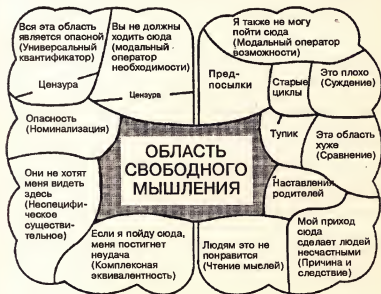 Вся эта область
является опасной
(Универсальный
квантификатор)
Цензура
Вы не должны
ходить сюда
(модальный
оператор
необходимости)
Цензура
Я также не могу
пойти сюда
(Модальный оператор
возможности)
Пред-
посылки
Старые
циклы
Это плохо
(Суждение)
Опасность
(Номинализация)
Тупик
Эта область
хуже
(Сравнение)
ОБЛАСТЬ
СВОБОДНОГО
МЫШЛЕНИЯ
Они не хотят
меня видеть
здесь
(Неспецифи-
ческое
существи-
тельное)
Наставления
родителей
Если я пойду сюда,
меня постигнет
неудача
(Комплексная
эквивалентность)
Людям это не
понравится
(Чтение мыслей)
Мой приход
сюда
сделает людей
несчастными
(Причина и
следствие)